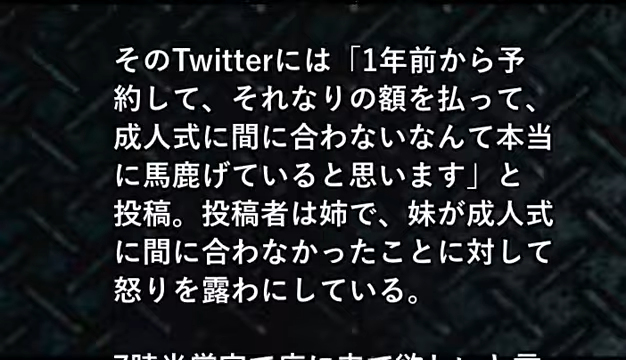 そのTwitterには「1年前から予
約して、それなりの額を払って、
成人式に間に合わないなんて本当
に馬鹿げていると思います」と
投稿。投稿者は姉で、妹が成人式
に間に合わなかったことに対して
怒りを露わにしている。